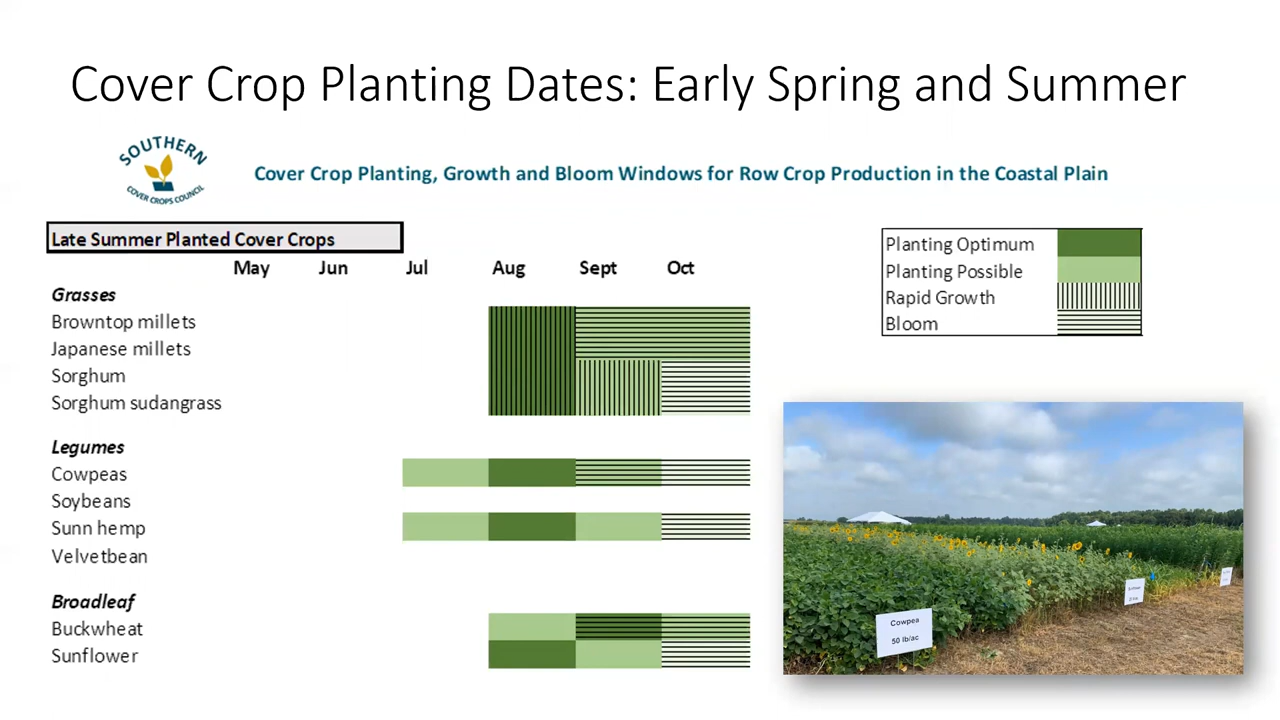 Cover Crop Planting Dates: Early Spring and Summer
SOUTHERN
COVER CROPS COUNCIL
Cover Crop Planting, Growth and Bloom Windows for Row Crop Production in the Coastal Plain
Late Summer Planted Cover Crops
May Jun Jul Aug Sept Oct
Grasses
Browntop millets
Japanese millets
Sorghum
Sorghum sudangrass
Legumes
Cowpeas
Soybeans
Sunn hemp
Velvetbean
Broadleaf
Buckwheat
Sunflower
Planting Optimum
Planting Possible
Rapid Growth
Bloom
Cowpea
50 lb/ac